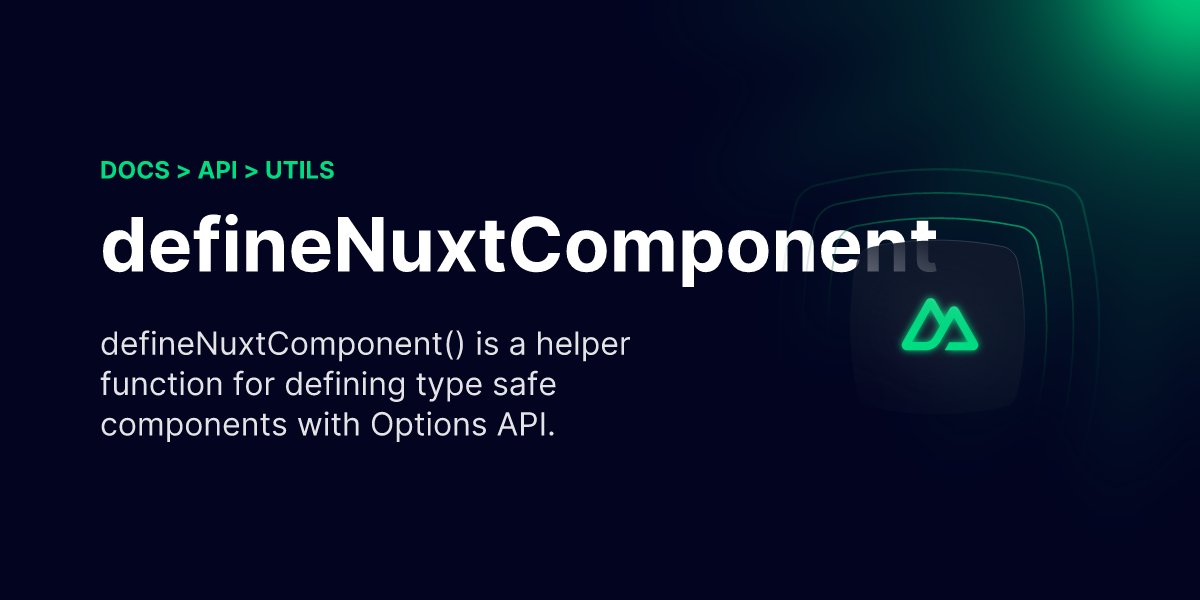 DOCS > API > UTILS
defineNuxtComponent
defineNuxtComponent() is a helper
function for defining type safe
components with Options API.